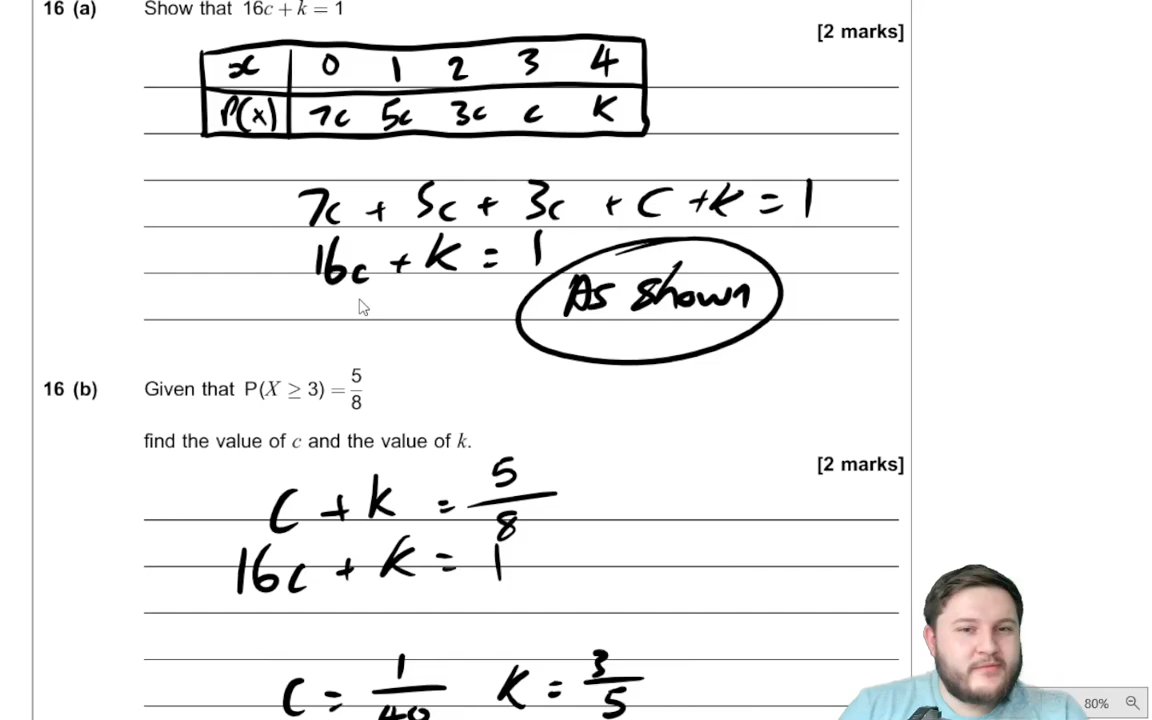 16 (a) Show that 16c + k = 1
[2 marks]
x 0 1 2 3 4
P(x) 7c 5c 3c c k
7c + 5c + 3c + c + k = 1
16c + k = 1
As shown
16 (b) Given that P(X ≥ 3) = 5/8
find the value of c and the value of k.
[2 marks]
c + k = 5/8
16c + k = 1
c = 1/40 k = 3/5
80%